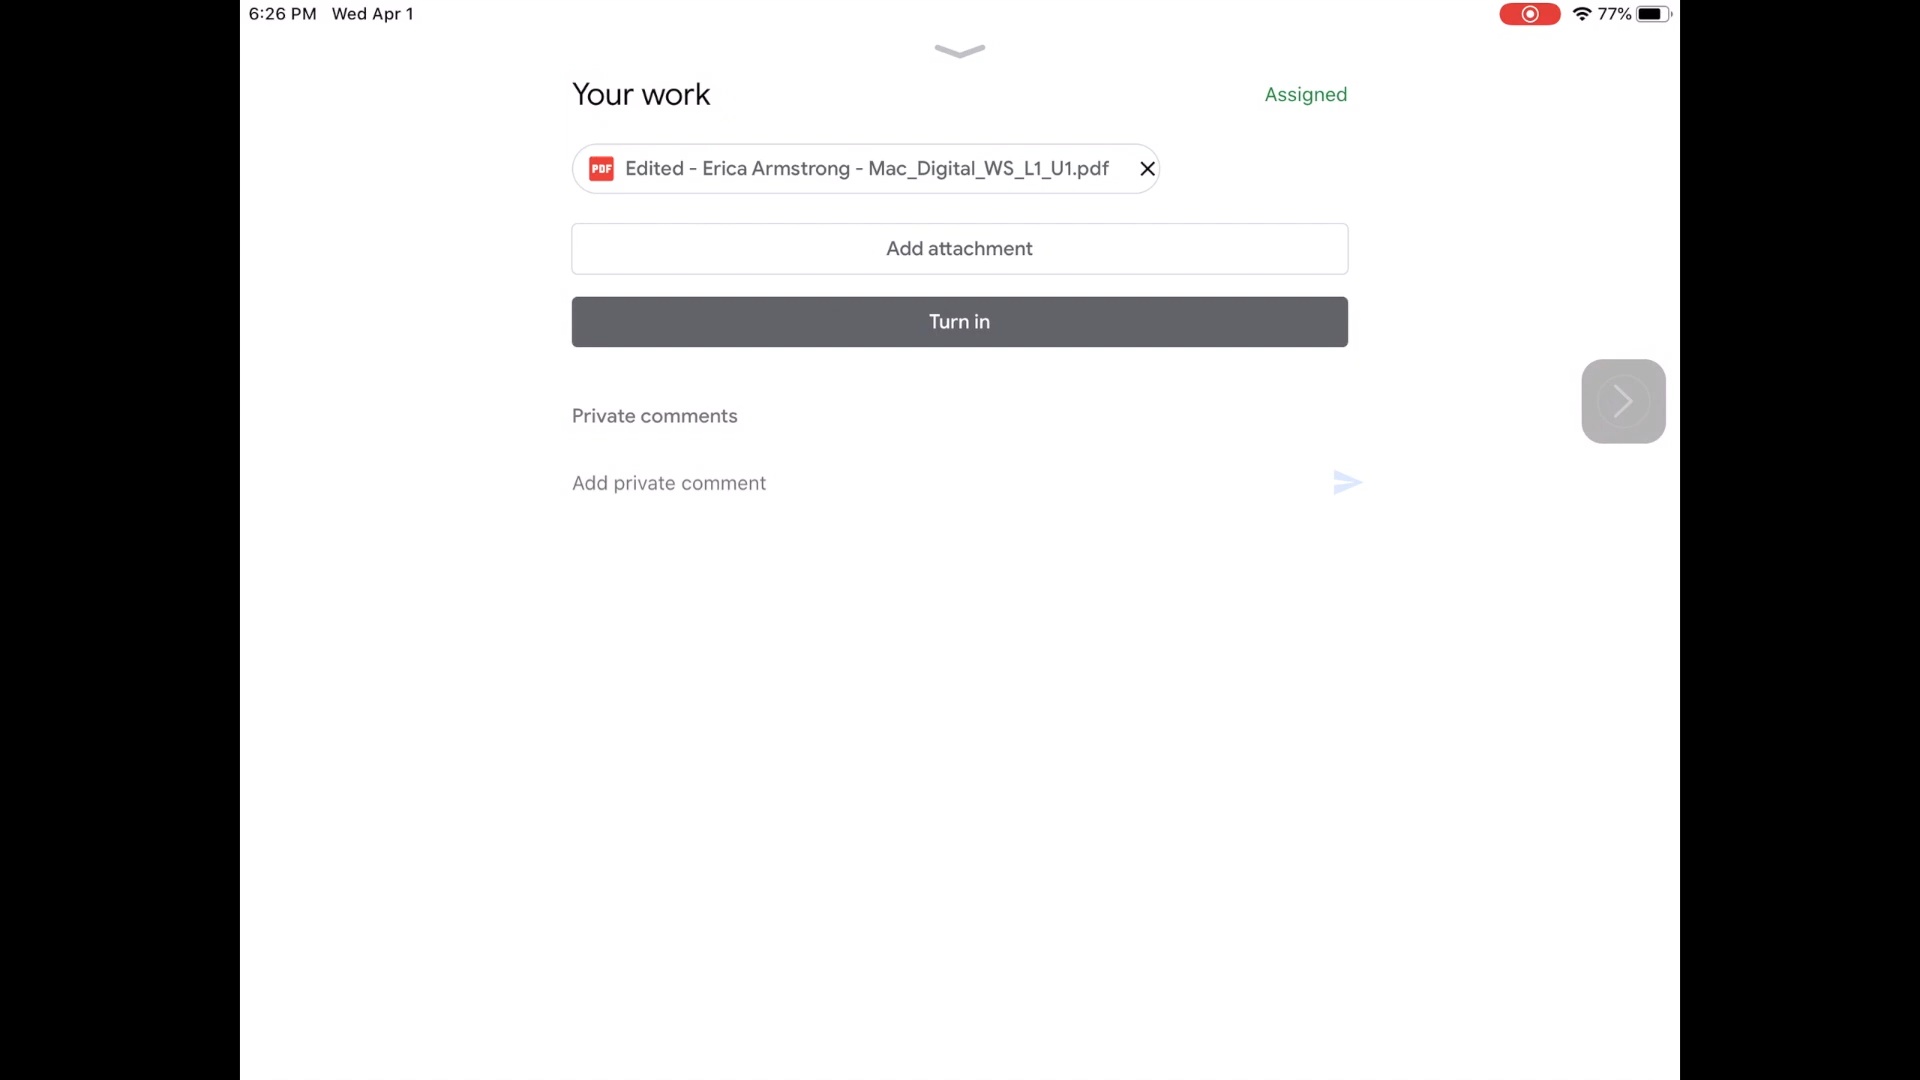 6:26 PM Wed Apr 1
77%
Your work
Assigned
PDF Edited - Erica Armstrong - Mac_Digital_WS_L1_U1.pdf
Add attachment
Turn in
Private comments
Add private comment